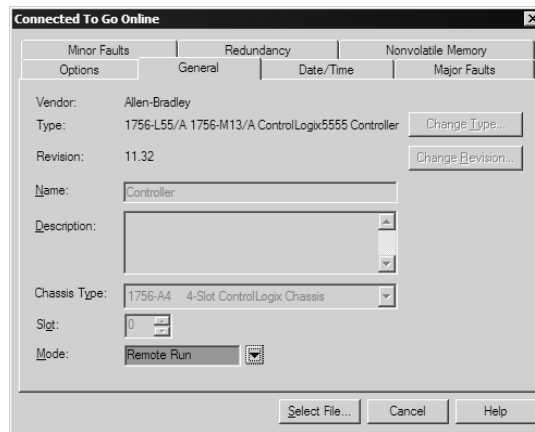 Connected To Go Online
Minor Faults Redundancy Nonvolatile Memory
Options General Date/Time Major Faults
Vendor: Allen-Bradley
Type: 1756-L55/A 1756-M13/A ControlLogix5555 Controller Change Type...
Revision: 11.32 Change Revision...
Name: Controller
Description:
Chassis Type: 1756-A4 4-Slot ControlLogix Chassis
Slot: 0
Mode: Remote Run
Select File... Cancel Help